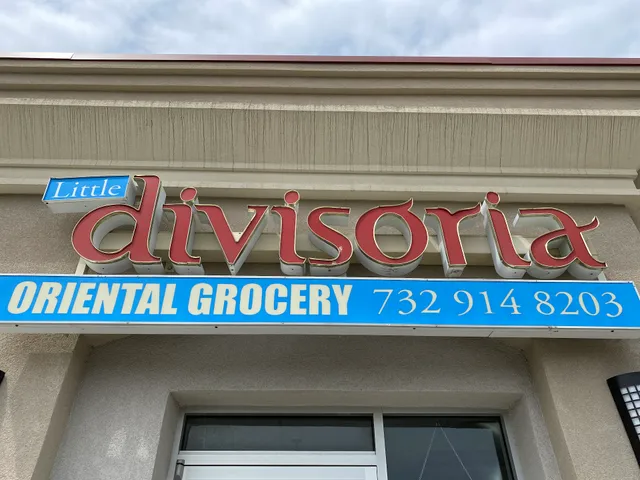 Little
divisoria
ORIENTAL GROCERY 732 914 8203